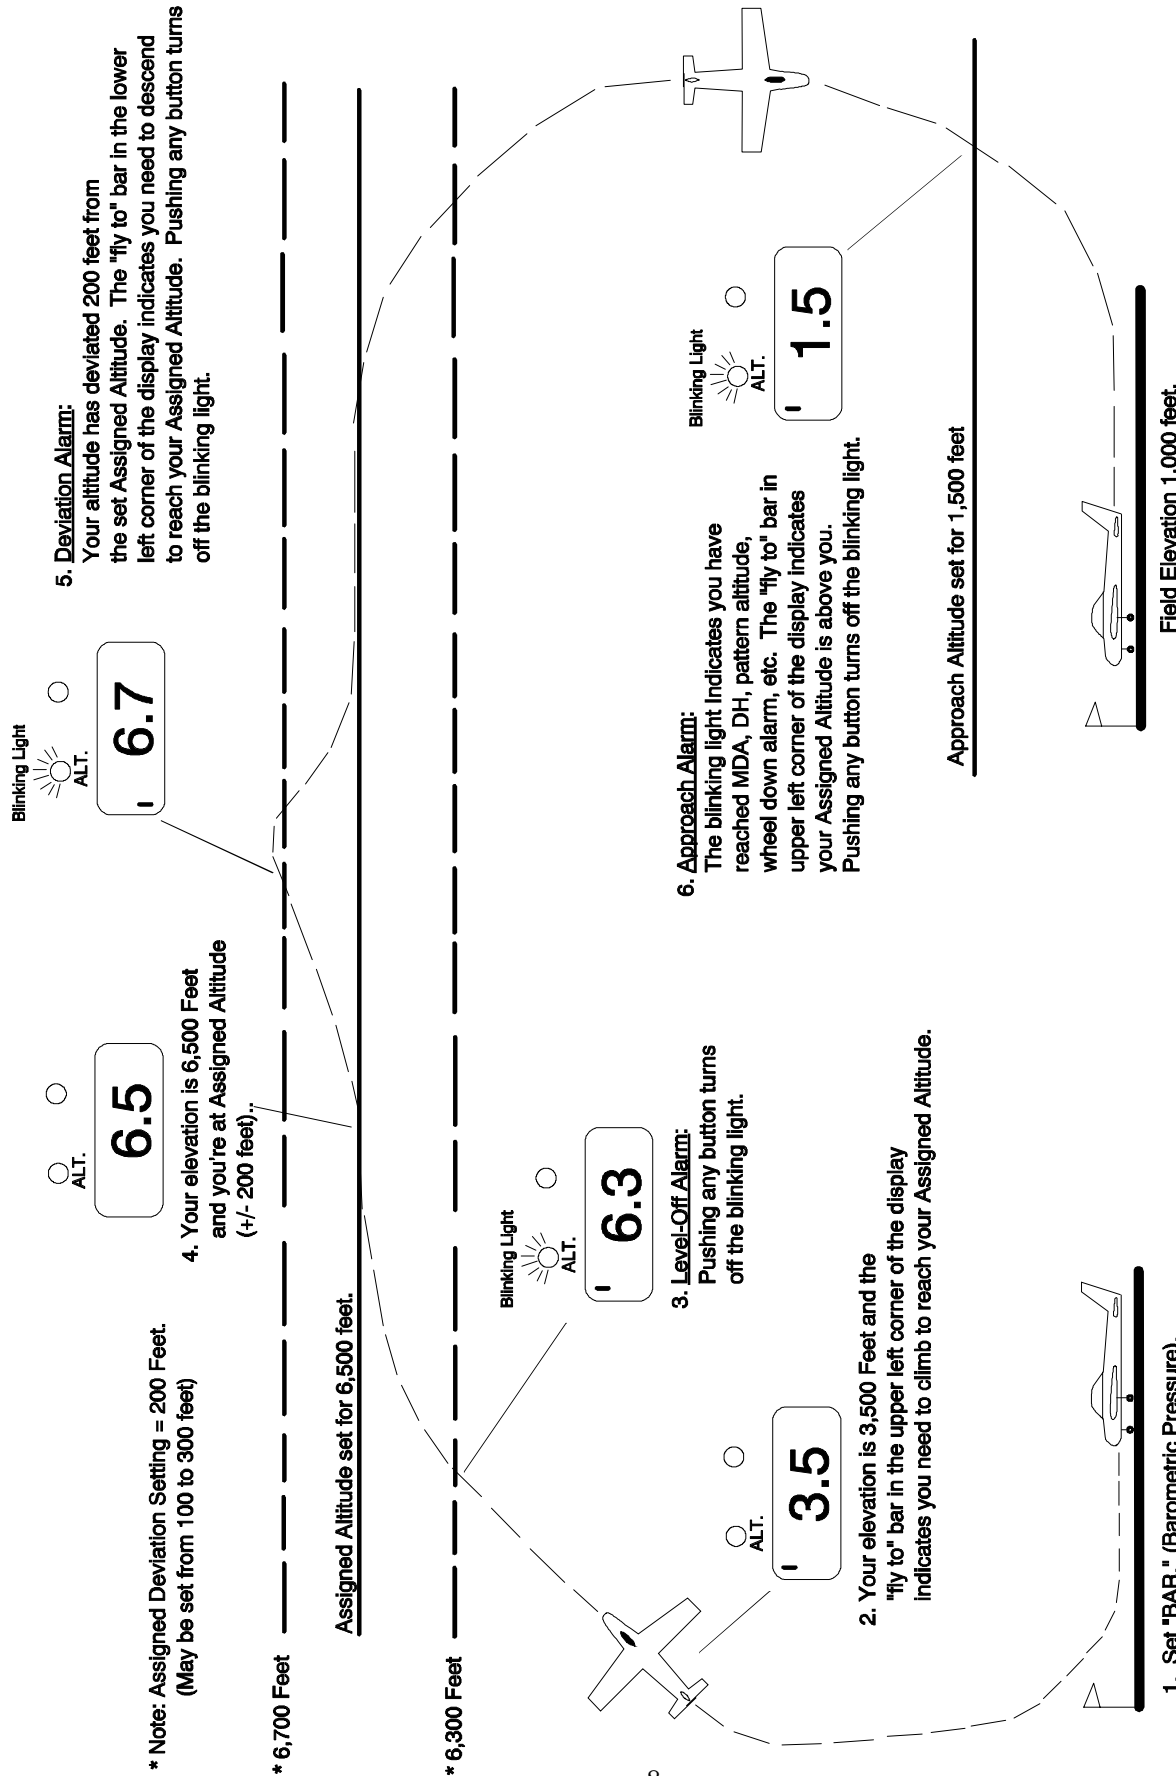 * Note: Assigned Deviation Setting = 200 Feet.
(May be set from 100 to 300 feet)
* 6,700 Feet
Assigned Altitude set for 6,500 feet.
* 6,300 Feet
1. Set "BAR." (Barometric Pressure).
ALT.
3.5
2. Your elevation is 3,500 Feet and the
"fly to" bar in the upper left corner of the display
indicates you need to climb to reach your Assigned Altitude.
Blinking Light
ALT.
6.3
3. Level-Off Alarm:
Pushing any button turns
off the blinking light.
ALT.
6.5
4. Your elevation is 6,500 Feet
and you're at Assigned Altitude
(+/- 200 feet)..
Blinking Light
ALT.
6.7
5. Deviation Alarm:
Your altitude has deviated 200 feet from
the set Assigned Altitude. The "fly to" bar in the lower
left corner of the display indicates you need to descend
to reach your Assigned Altitude. Pushing any button turns
off the blinking light.
6. Approach Alarm:
The blinking light Indicates you have
reached MDA, DH, pattern altitude,
wheel down alarm, etc. The "fly to" bar in
upper left corner of the display indicates
your Assigned Altitude is above you.
Pushing any button turns off the blinking light.
Blinking Light
ALT.
1.5
Approach Altitude set for 1,500 feet
Field Elevation 1,000 feet.